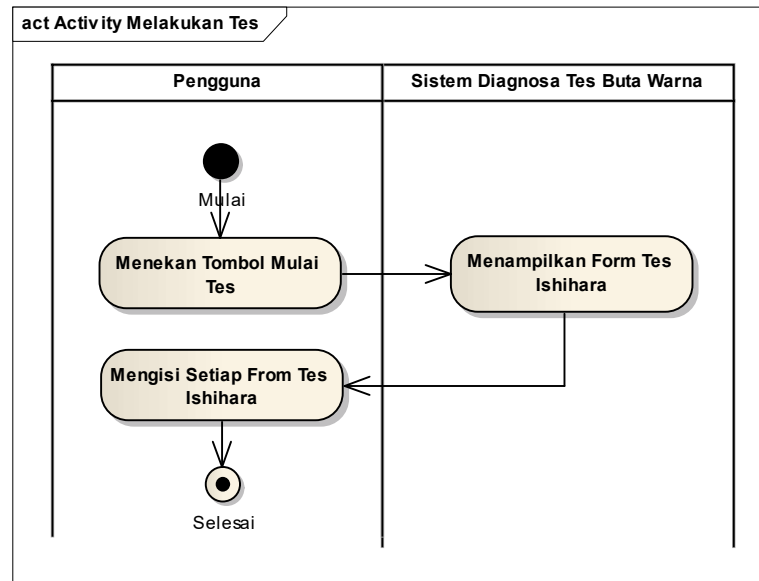 act Activity Melakukan Tes
Pengguna
Sistem Diagnosa Tes Buta Warna
Mulai
Menekan Tombol Mulai
Tes
Menampilkan Form Tes
Ishihara
Mengisi Setiap From Tes
Ishihara
Selesai